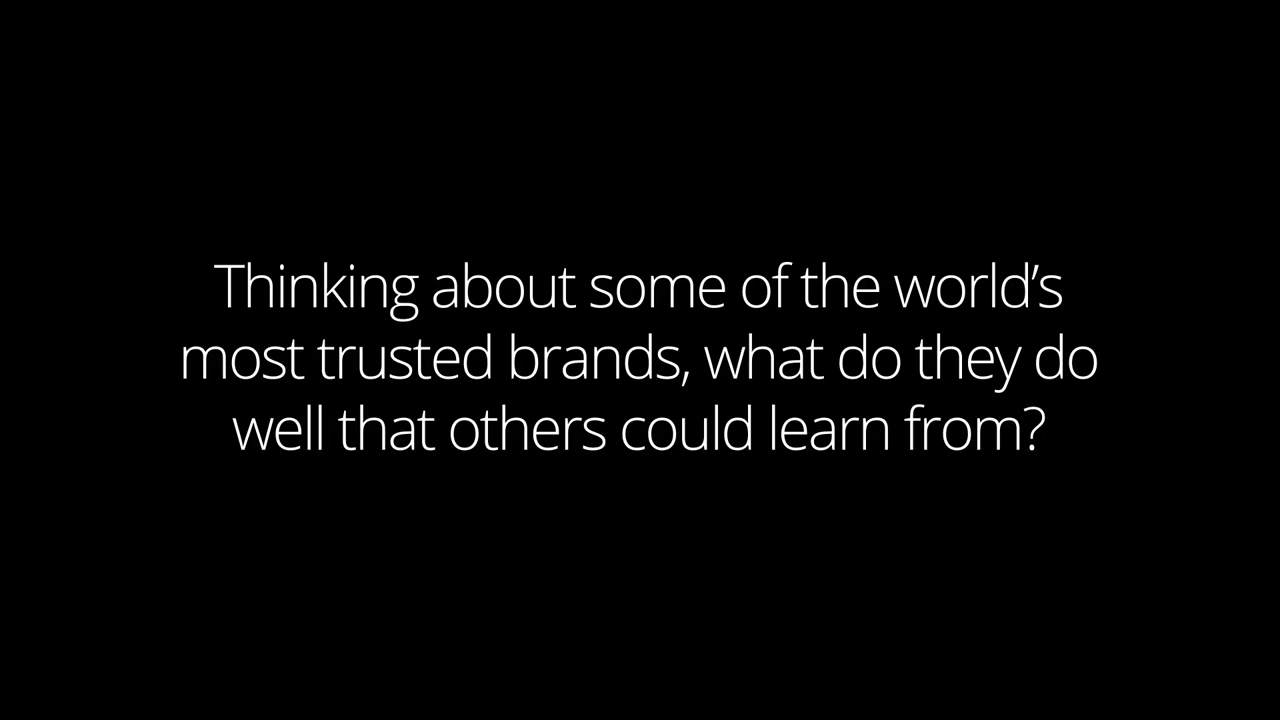 Thinking about some of the world’s
most trusted brands, what do they do
well that others could learn from?